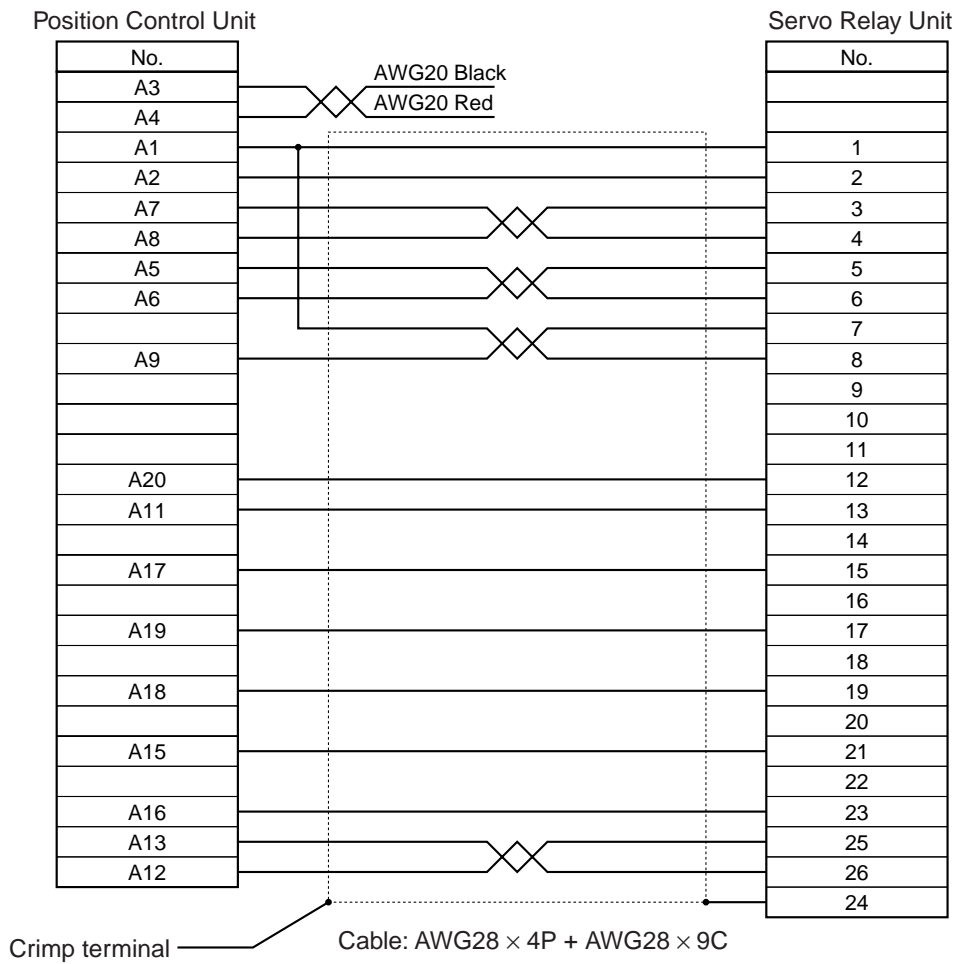 Position Control Unit Servo Relay Unit
No. No.
A3 AWG20 Black
A4 AWG20 Red
A1 1
A2 2
A7 3
A8 4
A5 5
A6 6
7
A9 8
9
10
11
A20 12
A11 13
14
A17 15
16
A19 17
18
A18 19
20
A15 21
22
A16 23
A13 25
A12 26
24
Crimp terminal Cable: AWG28 × 4P + AWG28 × 9C